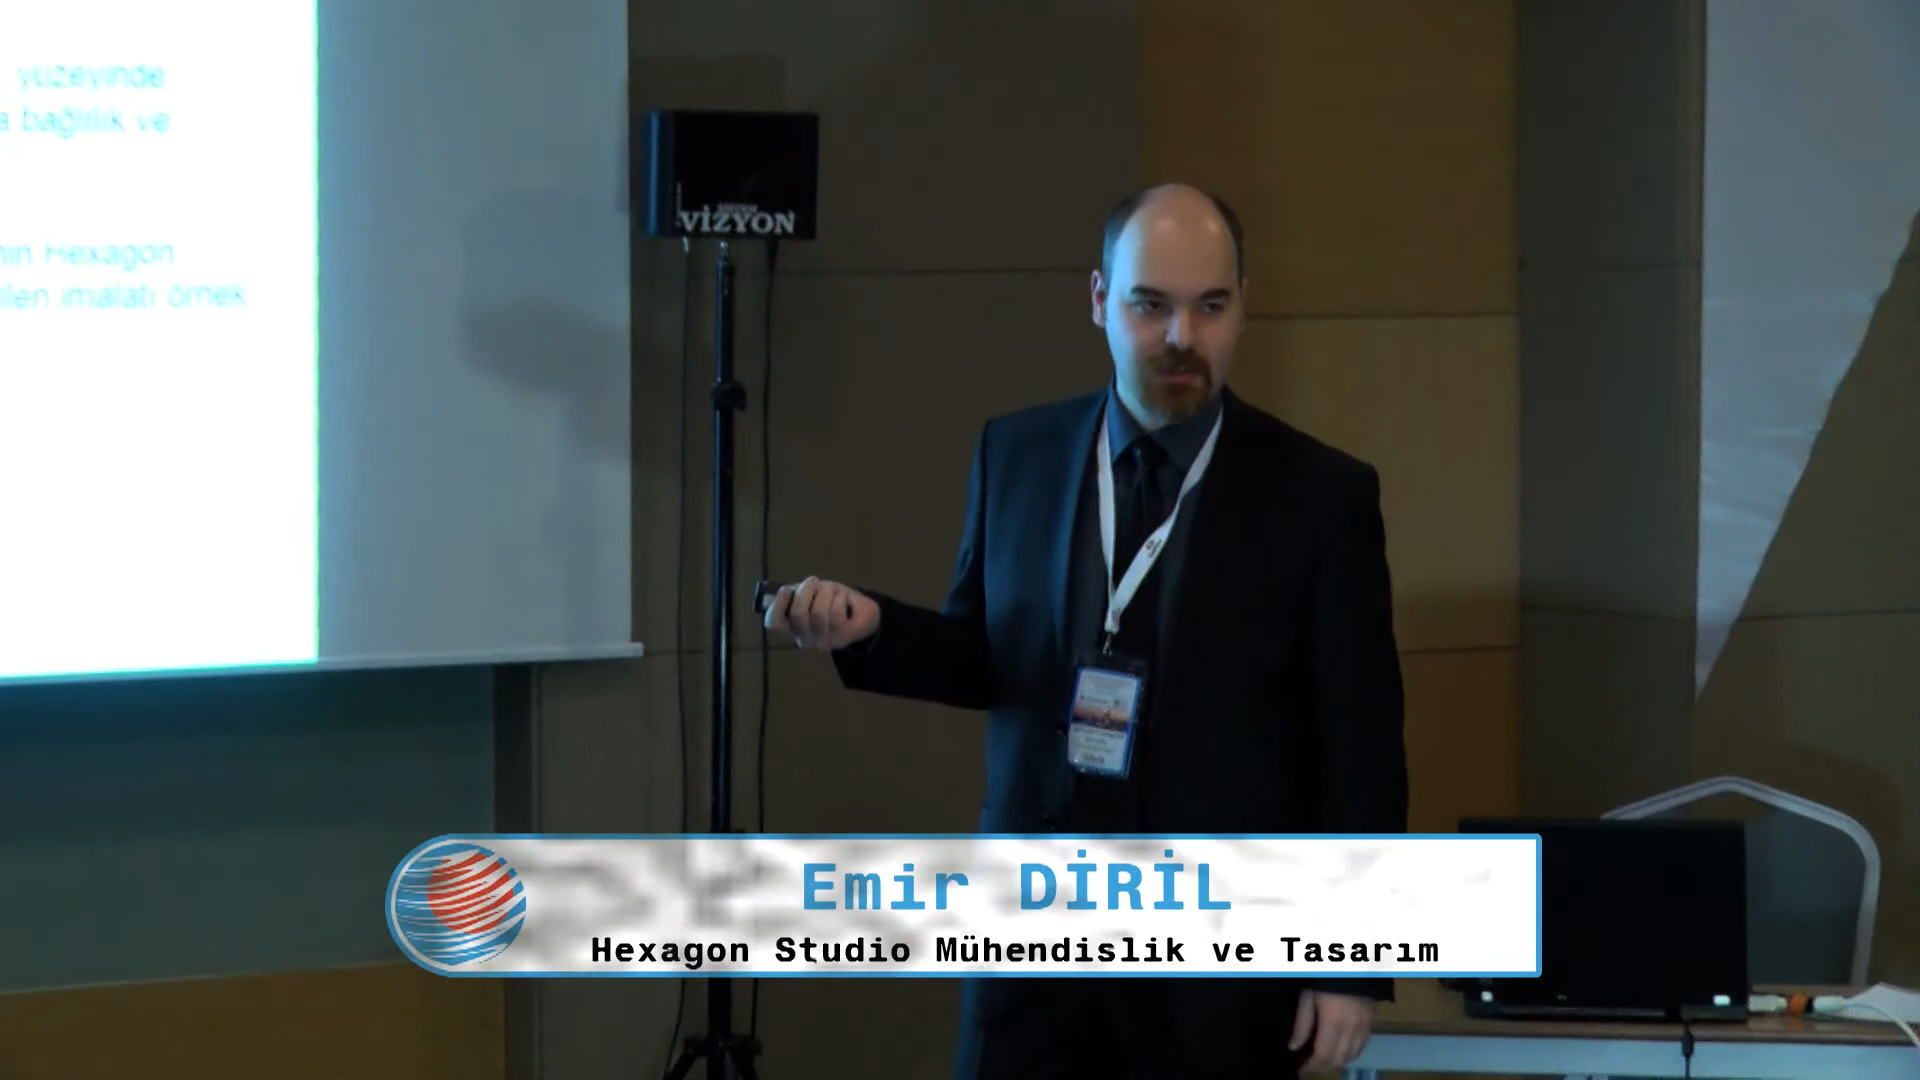 yüzeyinde
bağlılık ve
Hexagon
imalatı örnek
VİZYON
Emir DİRİL
Hexagon Studio Mühendislik ve Tasarım